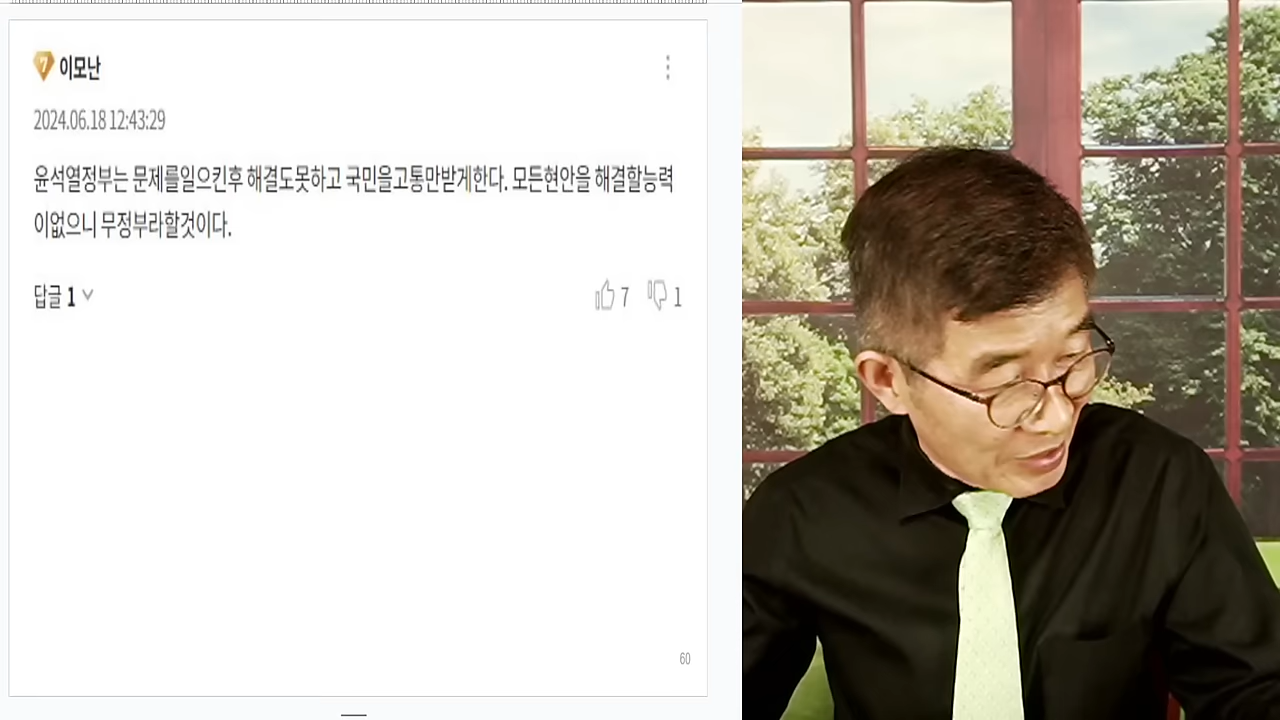 7 이모난
2024.06.18 12:43:29
윤석열정부는 문제를일으킨후 해결도못하고 국민을고통만받게한다. 모든현안을 해결할능력
이없으니 무정부라할것이다.
답글 1
7 1
60